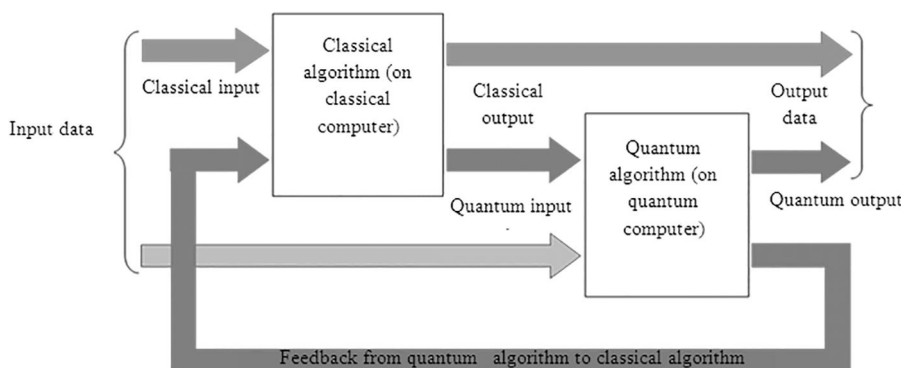 Classical
algorithm (on
classical
computer)
Classical input
Classical
output
Output
data
Input data
Quantum
algorithm (on
quantum
computer)
Quantum input
Quantum output
Feedback from quantum algorithm to classical algorithm